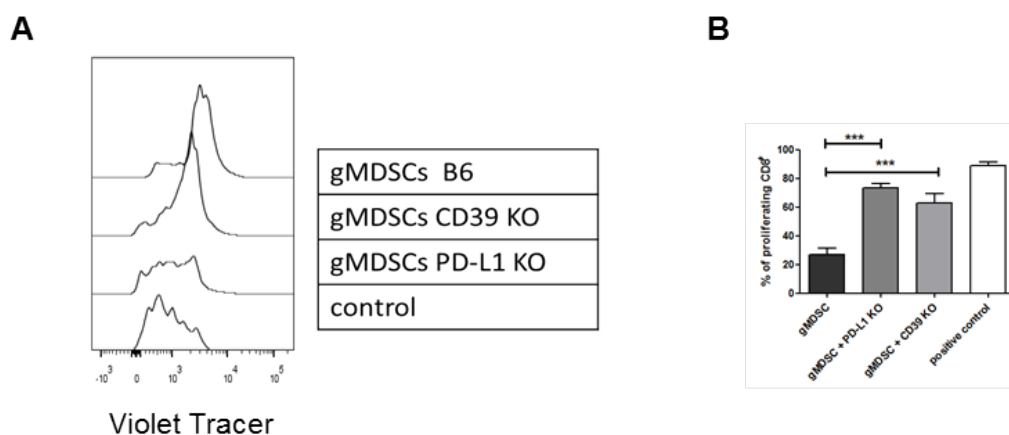 A
gMDSCs B6
gMDSCs CD39 KO
gMDSCs PD-L1 KO
control
-10³ 0 10³ 10⁴ 10⁵
Violet Tracer
B
***
***
% of proliferating CD8⁺
100
80
60
40
20
0
gMDSC
gMDSC + PD-L1 KO
gMDSC + CD39 KO
positive control